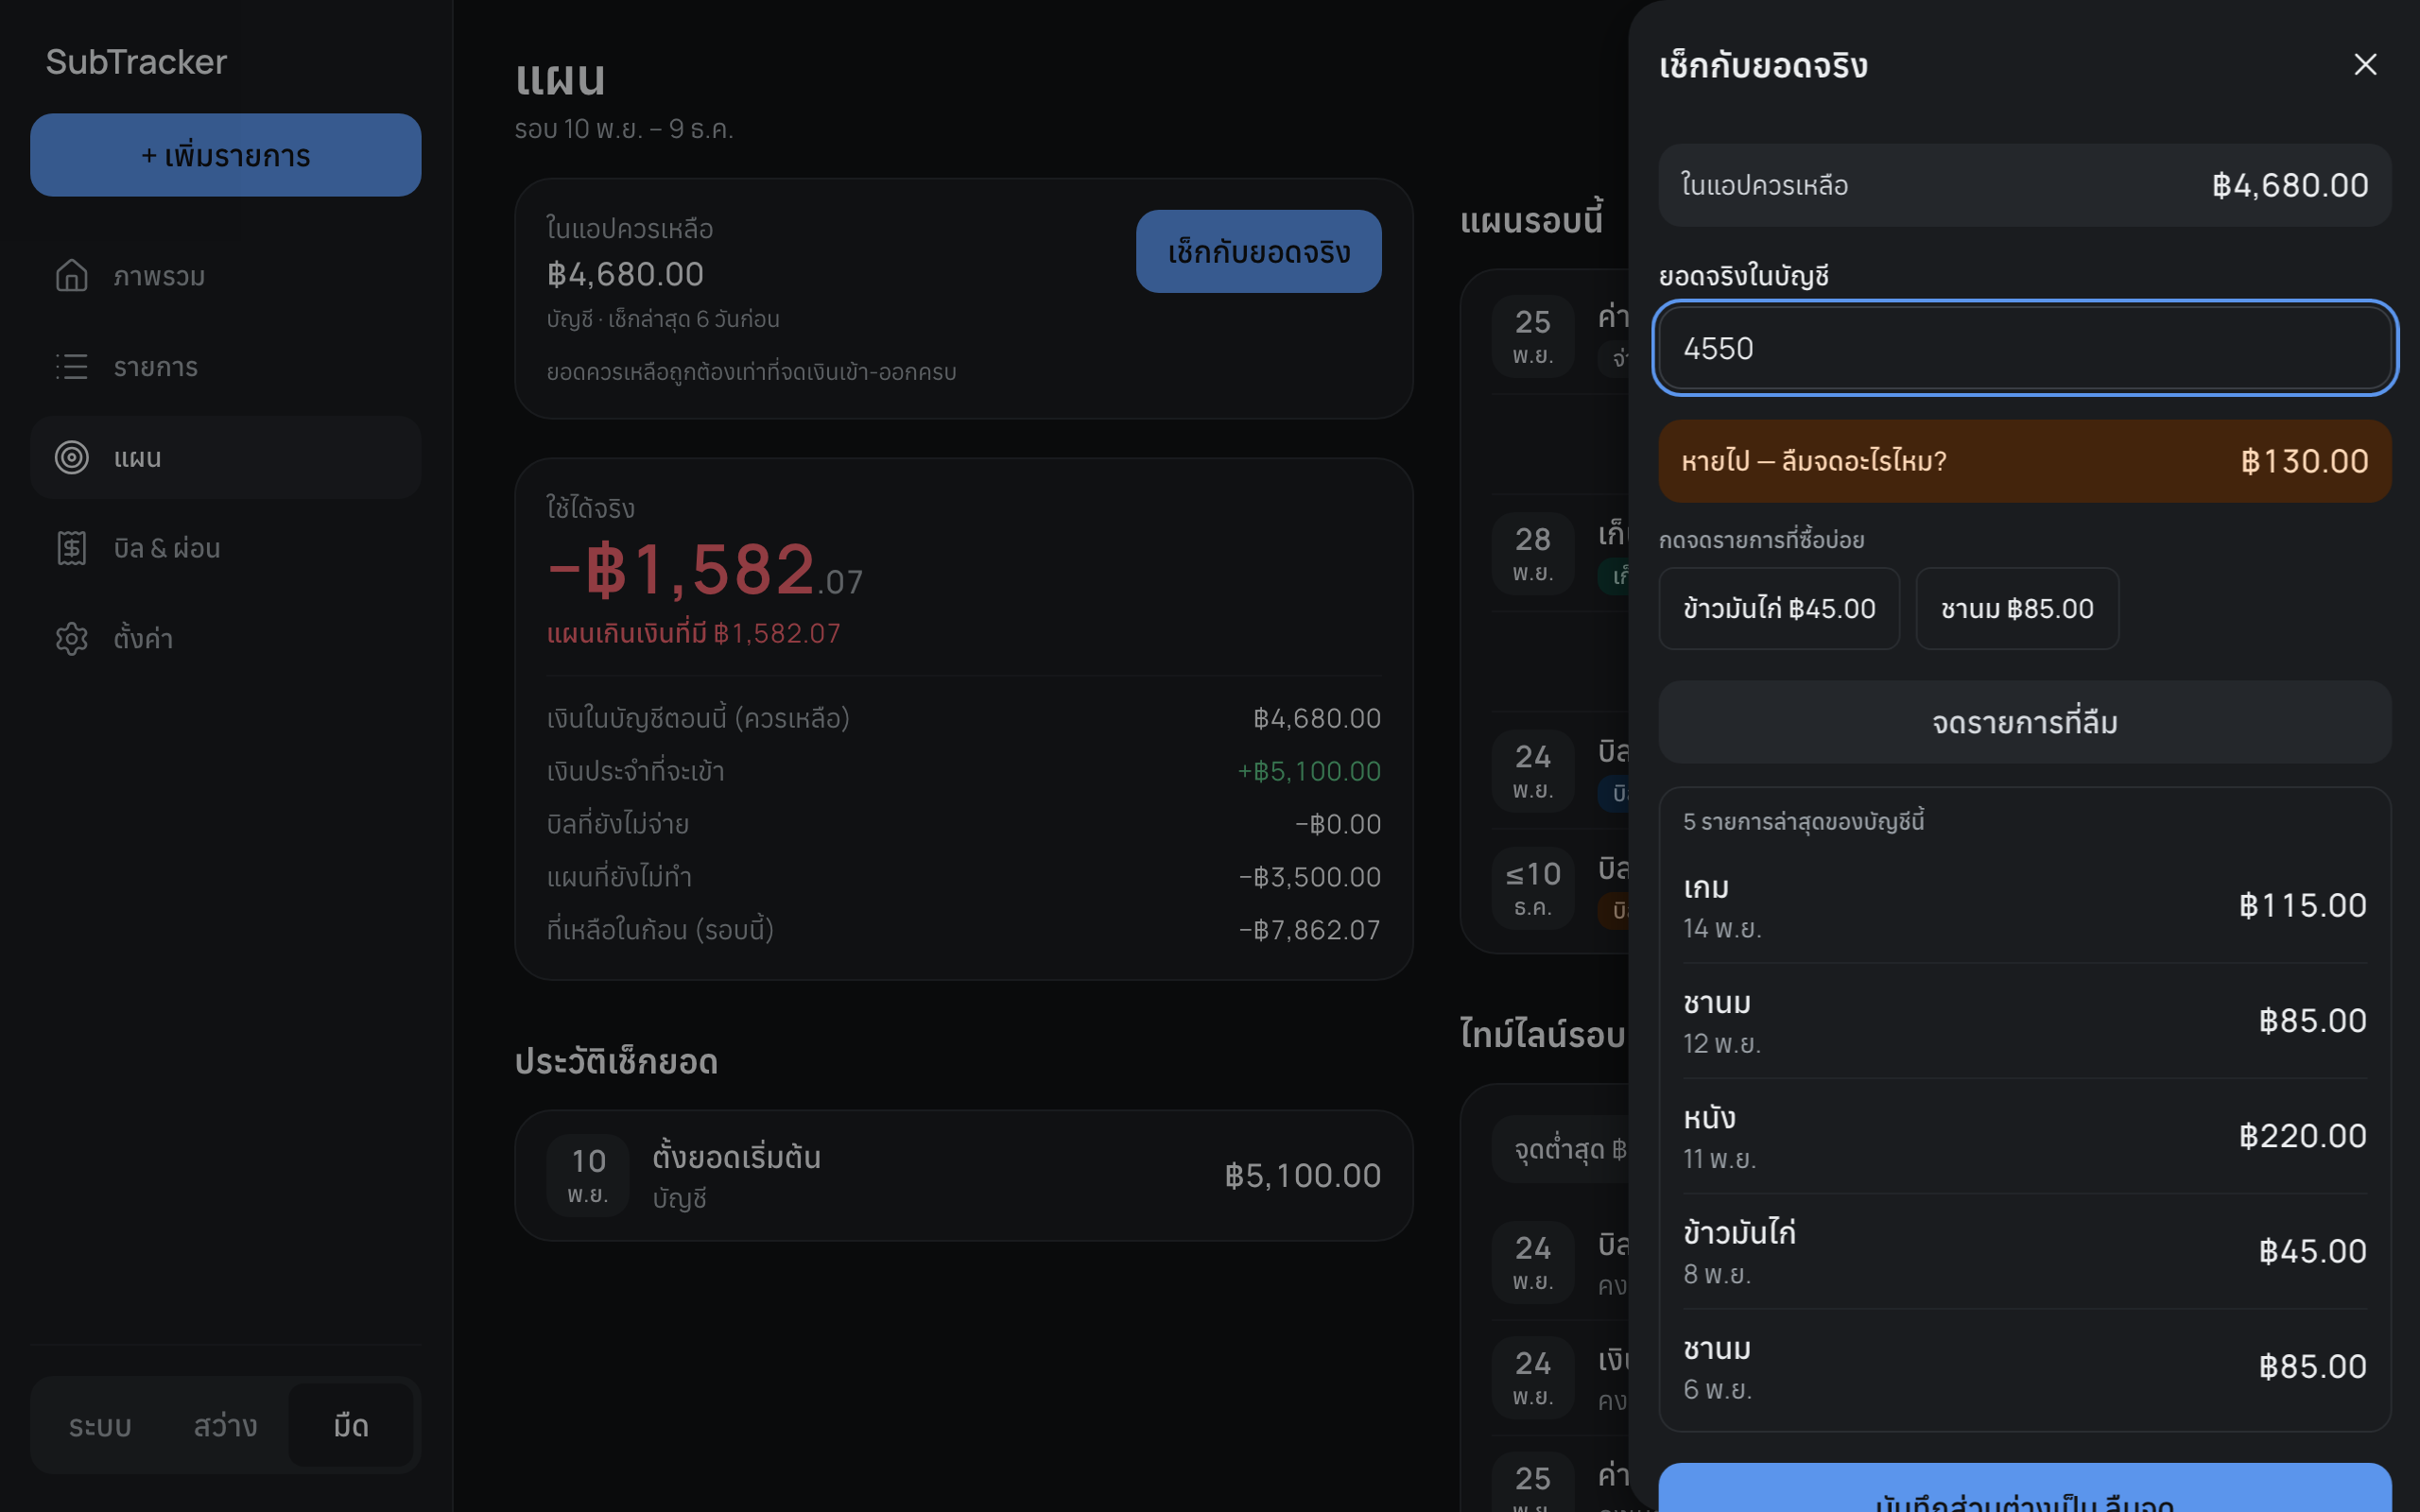 SubTracker
+ เพิ่มรายการ
ภาพรวม
รายการ
แผน
บิล & ผ่อน
ตั้งค่า
ระบบ
สว่าง
มืด
แผน
รอบ 10 พ.ย. – 9 ธ.ค.
ในแอปควรเหลือ
฿4,680.00
บัญชี · เช็กล่าสุด 6 วันก่อน
ยอดควรเหลือถูกต้องเท่าที่จดเงินเข้า-ออกครบ
เช็กกับยอดจริง
ใช้ได้จริง
−฿1,582.07
แผนเกินเงินที่มี ฿1,582.07
เงินในบัญชีตอนนี้ (ควรเหลือ) ฿4,680.00
เงินประจำที่จะเข้า +฿5,100.00
บิลที่ยังไม่จ่าย −฿0.00
แผนที่ยังไม่ทำ −฿3,500.00
ที่เหลือในก้อน (รอบนี้) −฿7,862.07
ประวัติเช็กยอด
10 พ.ย.
ตั้งยอดเริ่มต้น
บัญชี
฿5,100.00
แผนรอบนี้
25
พ.ย.
28
พ.ย.
24
พ.ย.
≤10
ธ.ค.
ไทม์ไลน์รอบ
จุดต่ำสุด ฿
24
พ.ย.
24
พ.ย.
25
เช็กกับยอดจริง
ในแอปควรเหลือ ฿4,680.00
ยอดจริงในบัญชี
4550
หายไป — ลืมจดอะไรไหม? ฿130.00
กดจดรายการที่ซื้อบ่อย
ข้าวมันไก่ ฿45.00
ชานม ฿85.00
จดรายการที่ลืม
5 รายการล่าสุดของบัญชีนี้
เกม
14 พ.ย.
฿115.00
ชานม
12 พ.ย.
฿85.00
หนัง
11 พ.ย.
฿220.00
ข้าวมันไก่
8 พ.ย.
฿45.00
ชานม
6 พ.ย.
฿85.00